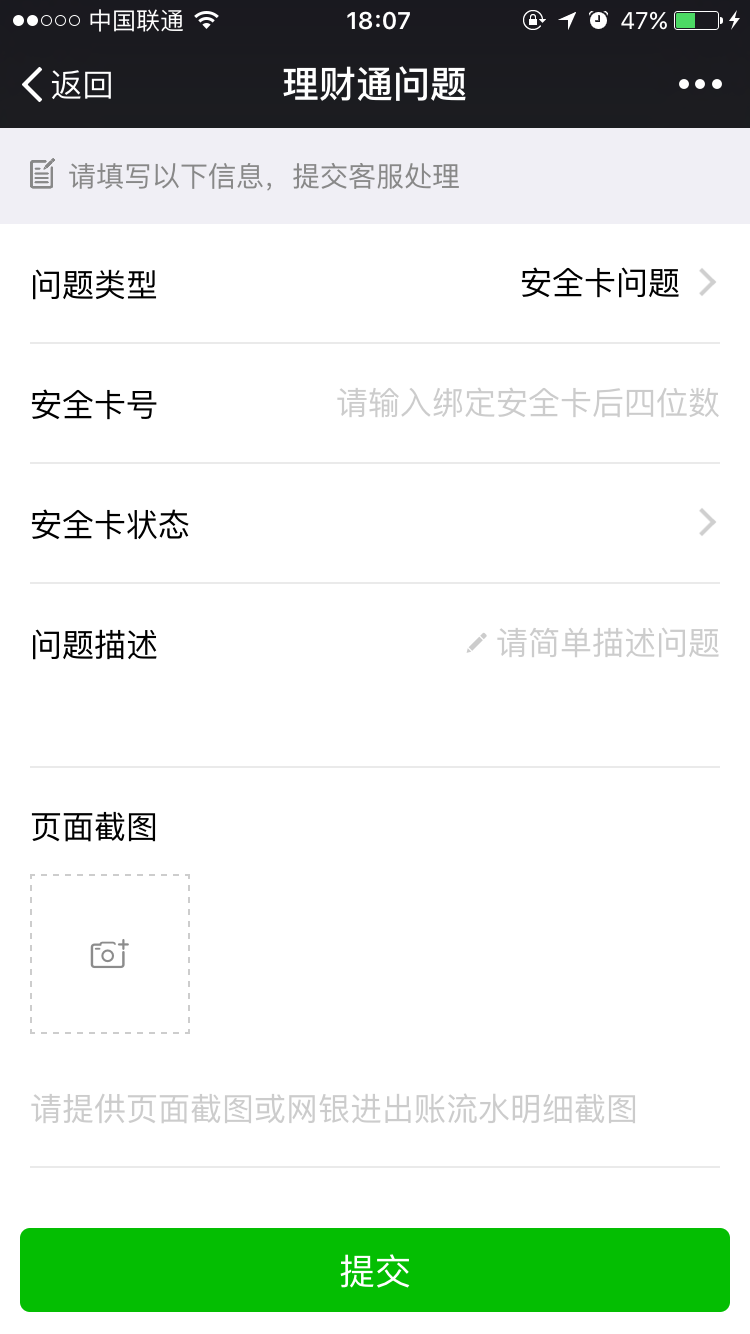 中国联通 18:07 47%
返回 理财通问题
请填写以下信息，提交客服处理
问题类型 安全卡问题
安全卡号 请输入绑定安全卡后四位数
安全卡状态
问题描述 请简单描述问题
页面截图
请提供页面截图或网银进出账流水明细截图
提交